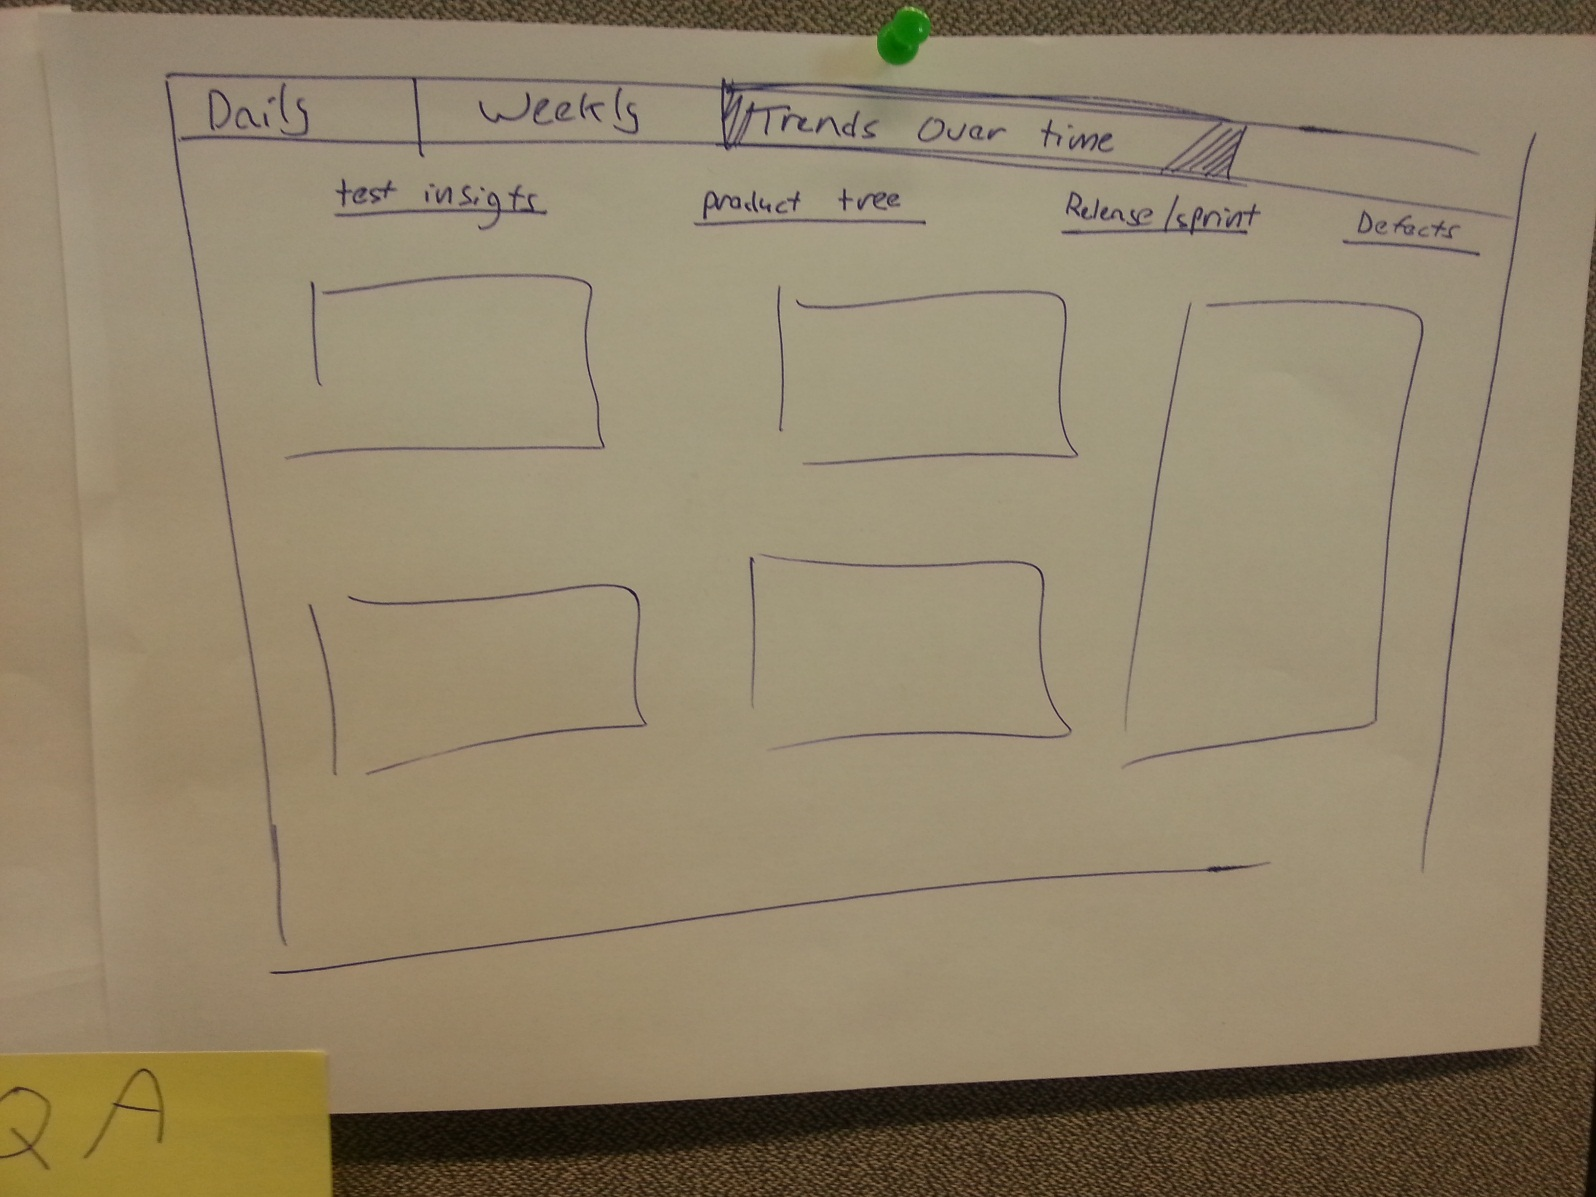 Daily Weekly Trends Over time
test insigts product tree Release/sprint Defects
QA